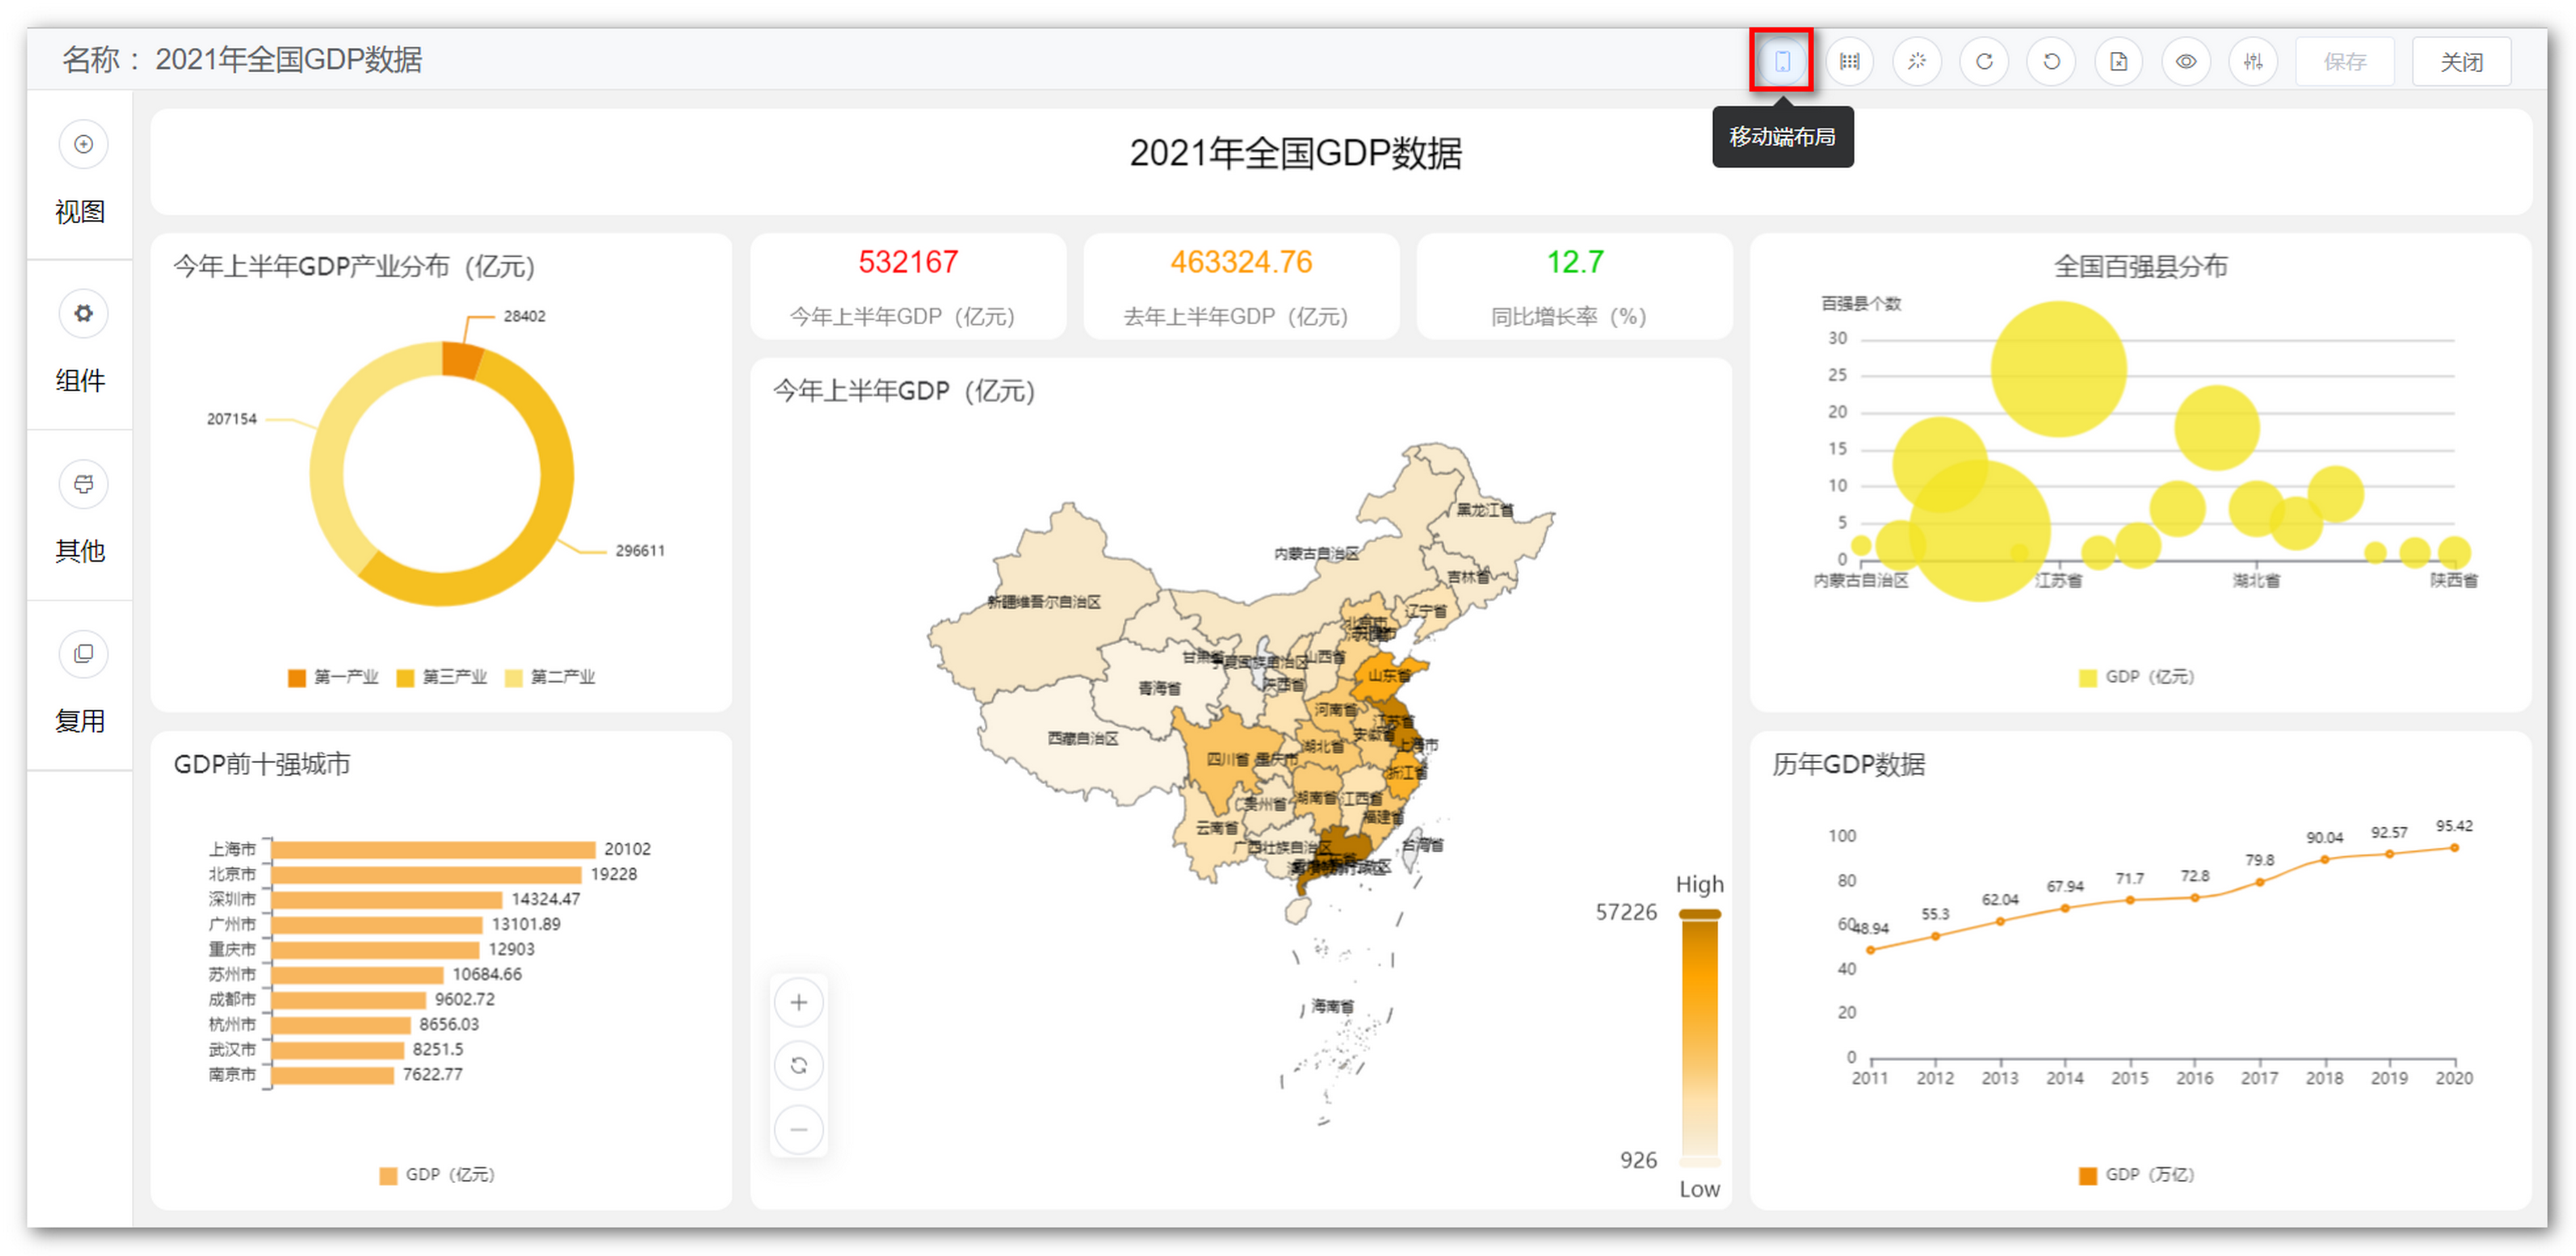 名称： 2021年全国GDP数据
保存
关闭
移动端布局
视图
组件
其他
复用
2021年全国GDP数据
今年上半年GDP产业分布（亿元）
28402
207154
296611
第一产业 第三产业 第二产业
532167
今年上半年GDP（亿元）
463324.76
去年上半年GDP（亿元）
12.7
同比增长率（%）
今年上半年GDP（亿元）
黑龙江省
内蒙古自治区
吉林省
新疆维吾尔自治区
辽宁省
北京市
甘肃省
山西省
山东省
陕西省
青海省
河南省
江苏省
西藏自治区
安徽省
湖北省
上海市
四川省
重庆市
浙江省
贵州省
湖南省
江西省
福建省
云南省
广西壮族自治区
台湾省
海南省
High
57226
926
Low
全国百强县分布
百强县个数
30
25
20
15
10
5
0
内蒙古自治区 江苏省 湖北省 陕西省
GDP（亿元）
GDP前十强城市
上海市 20102
北京市 19228
深圳市 14324.47
广州市 13101.89
重庆市 12903
苏州市 10684.66
成都市 9602.72
杭州市 8656.03
武汉市 8251.5
南京市 7622.77
GDP（亿元）
历年GDP数据
100
80
60
40
20
0
48.94 55.3 62.04 67.94 71.7 72.8 79.8 90.04 92.57 95.42
2011 2012 2013 2014 2015 2016 2017 2018 2019 2020
GDP（万亿）